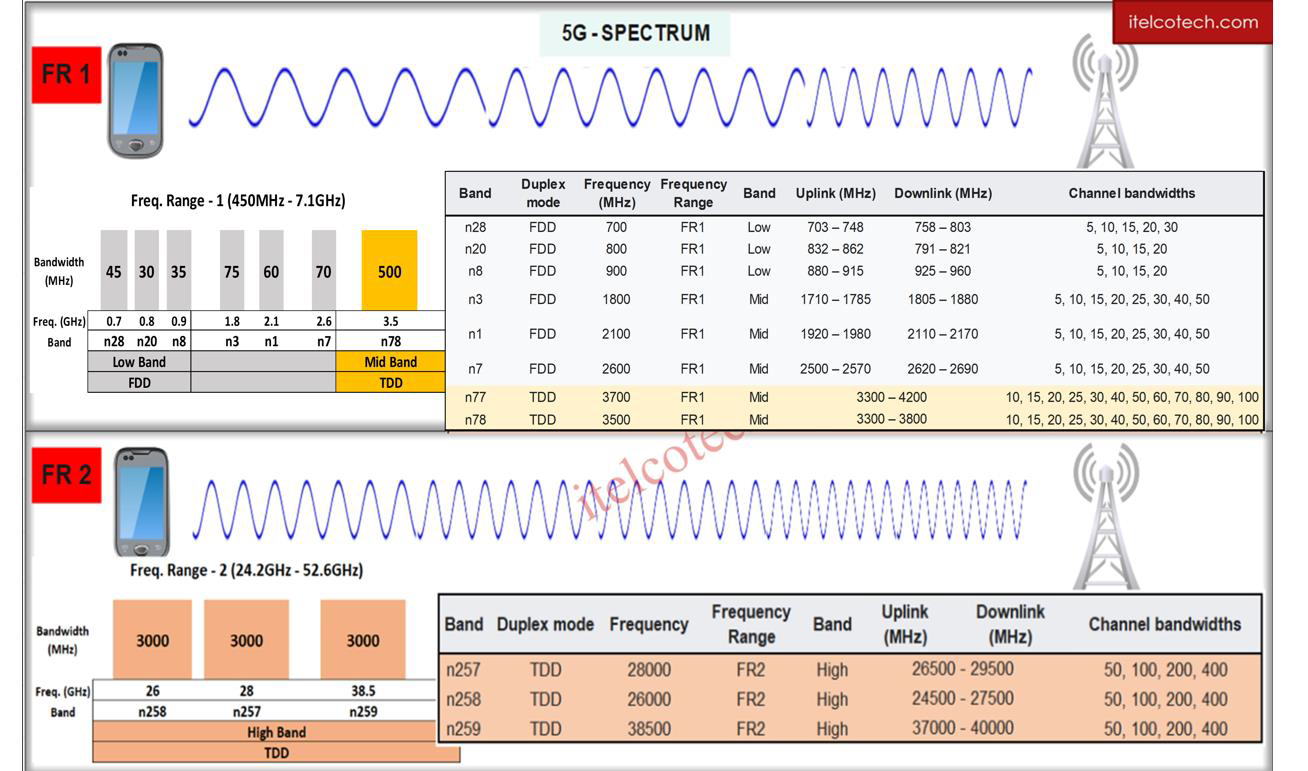 itelcotech.com
5G - SPECTRUM
FR 1
Freq. Range - 1 (450MHz - 7.1GHz)
Bandwidth (MHz) 45 30 35 75 60 70 500
Freq. (GHz) 0.7 0.8 0.9 1.8 2.1 2.6 3.5
Band n28 n20 n8 n3 n1 n7 n78
Low Band Mid Band
FDD TDD
Band Duplex mode Frequency (MHz) Frequency Range Band Uplink (MHz) Downlink (MHz) Channel bandwidths
n28 FDD 700 FR1 Low 703 – 748 758 – 803 5, 10, 15, 20, 30
n20 FDD 800 FR1 Low 832 – 862 791 – 821 5, 10, 15, 20
n8 FDD 900 FR1 Low 880 – 915 925 – 960 5, 10, 15, 20
n3 FDD 1800 FR1 Mid 1710 – 1785 1805 – 1880 5, 10, 15, 20, 25, 30, 40, 50
n1 FDD 2100 FR1 Mid 1920 – 1980 2110 – 2170 5, 10, 15, 20, 25, 30, 40, 50
n7 FDD 2600 FR1 Mid 2500 – 2570 2620 – 2690 5, 10, 15, 20, 25, 30, 40, 50
n77 TDD 3700 FR1 Mid 3300 – 4200 10, 15, 20, 25, 30, 40, 50, 60, 70, 80, 90, 100
n78 TDD 3500 FR1 Mid 3300 – 3800 10, 15, 20, 25, 30, 40, 50, 60, 70, 80, 90, 100
itelcotec
FR 2
Freq. Range - 2 (24.2GHz - 52.6GHz)
Bandwidth (MHz) 3000 3000 3000
Freq. (GHz) 26 28 38.5
Band n258 n257 n259
High Band
TDD
Band Duplex mode Frequency Frequency Range Band Uplink (MHz) Downlink (MHz) Channel bandwidths
n257 TDD 28000 FR2 High 26500 - 29500 50, 100, 200, 400
n258 TDD 26000 FR2 High 24500 - 27500 50, 100, 200, 400
n259 TDD 38500 FR2 High 37000 - 40000 50, 100, 200, 400